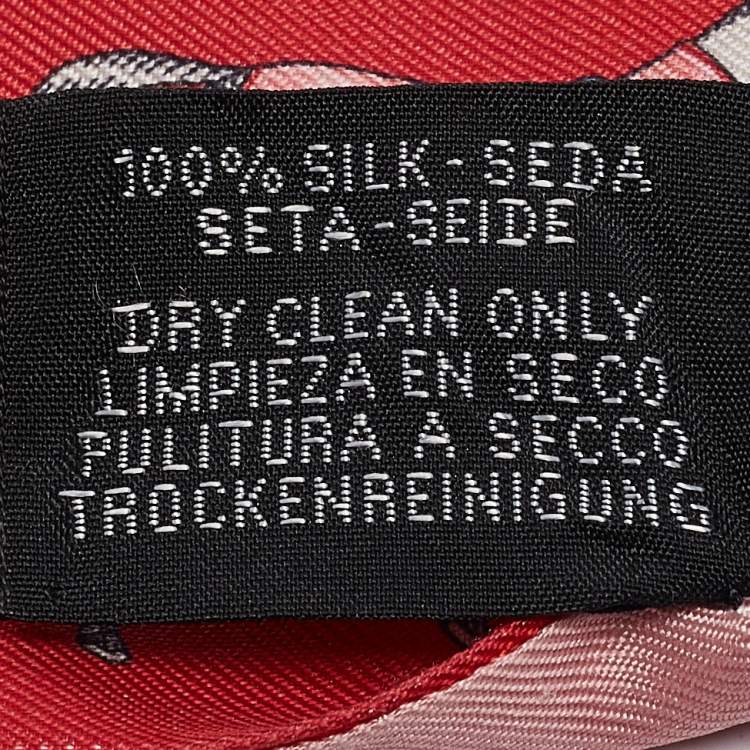 100% SILK-SEDA
SETA-SEIDE
DRY CLEAN ONLY
LIMPIEZA EN SECO
PULITURA A SECCO
TROCKENREINIGUNG